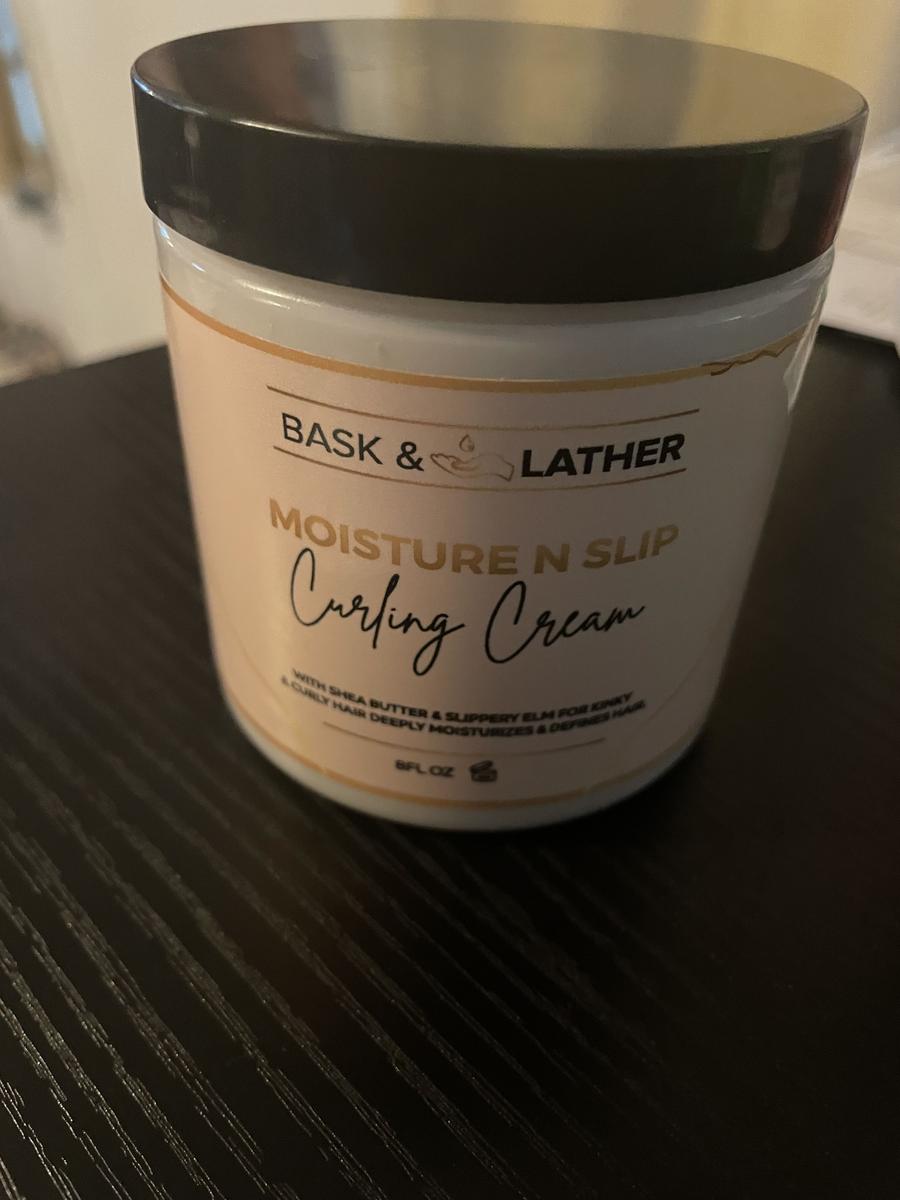 BASK & LATHER
MOISTURE N SLIP
Curling Cream
WITH SHEA BUTTER & SLIPPERY ELM FOR KINKY
& CURLY HAIR DEEPLY MOISTURIZES & DEFINES HAIR
8FL OZ